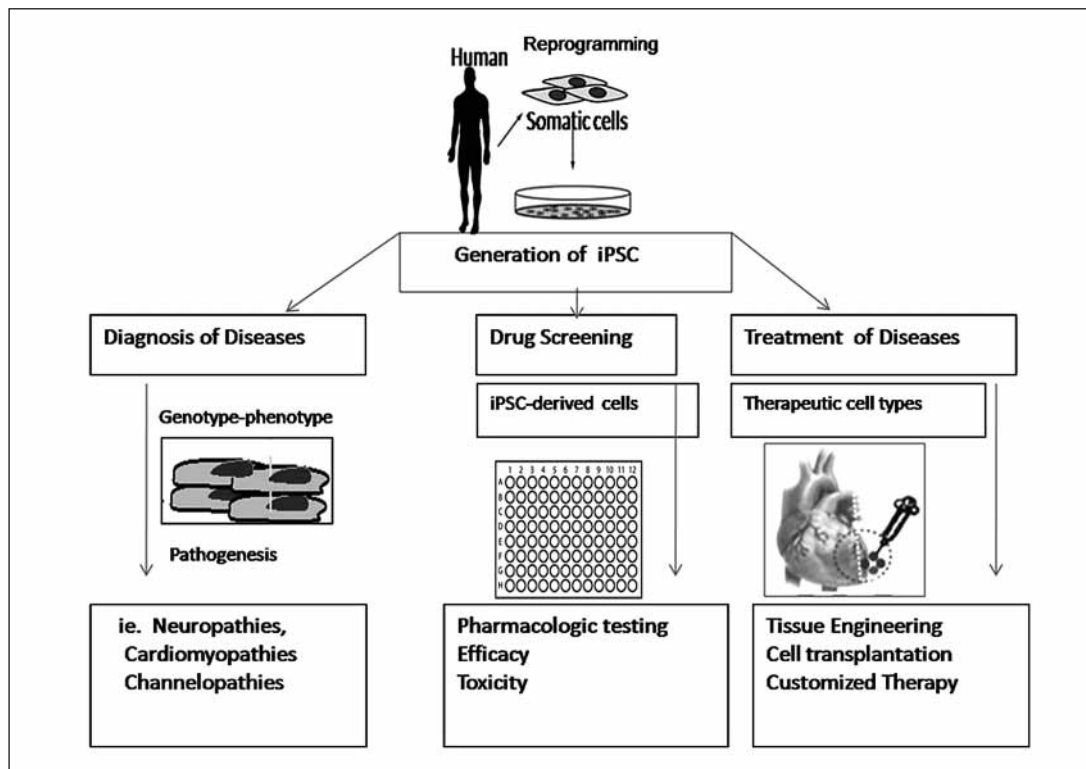 Reprogramming
Human
Somatic cells
Generation of iPSC
Diagnosis of Diseases
Genotype-phenotype
Pathogenesis
ie. Neuropathies,
Cardiomyopathies
Channelopathies
Drug Screening
iPSC-derived cells
1 2 3 4 5 6 7 8 9 10 11 12
A
B
C
D
E
F
G
H
Pharmacologic testing
Efficacy
Toxicity
Treatment of Diseases
Therapeutic cell types
Tissue Engineering
Cell transplantation
Customized Therapy